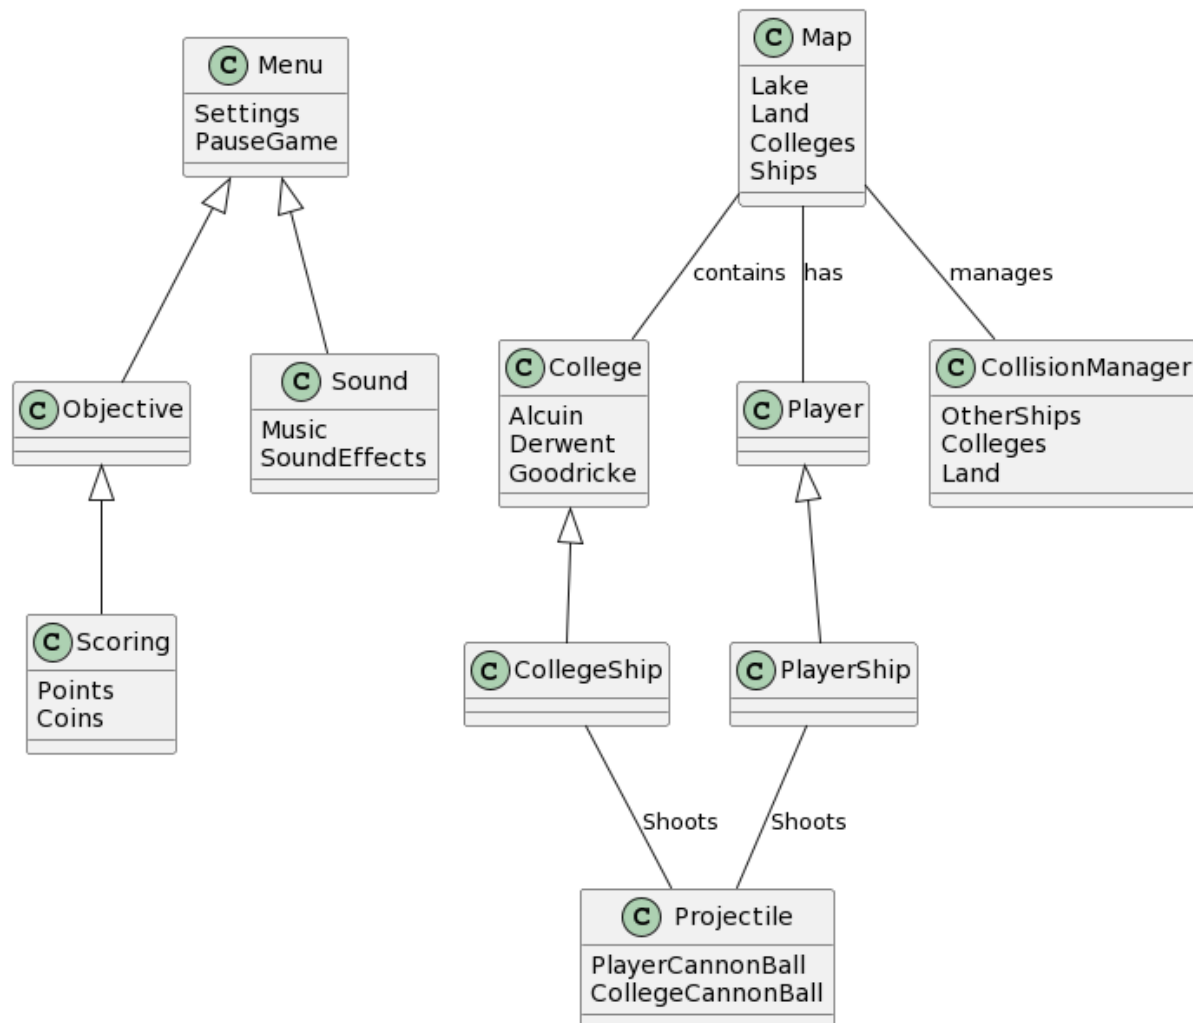 C Menu
Settings
PauseGame
C Map
Lake
Land
Colleges
Ships
contains
has
manages
C Objective
C Sound
Music
SoundEffects
C College
Alcuin
Derwent
Goodricke
C Player
C CollisionManager
OtherShips
Colleges
Land
C Scoring
Points
Coins
C CollegeShip
C PlayerShip
Shoots
Shoots
C Projectile
PlayerCannonBall
CollegeCannonBall